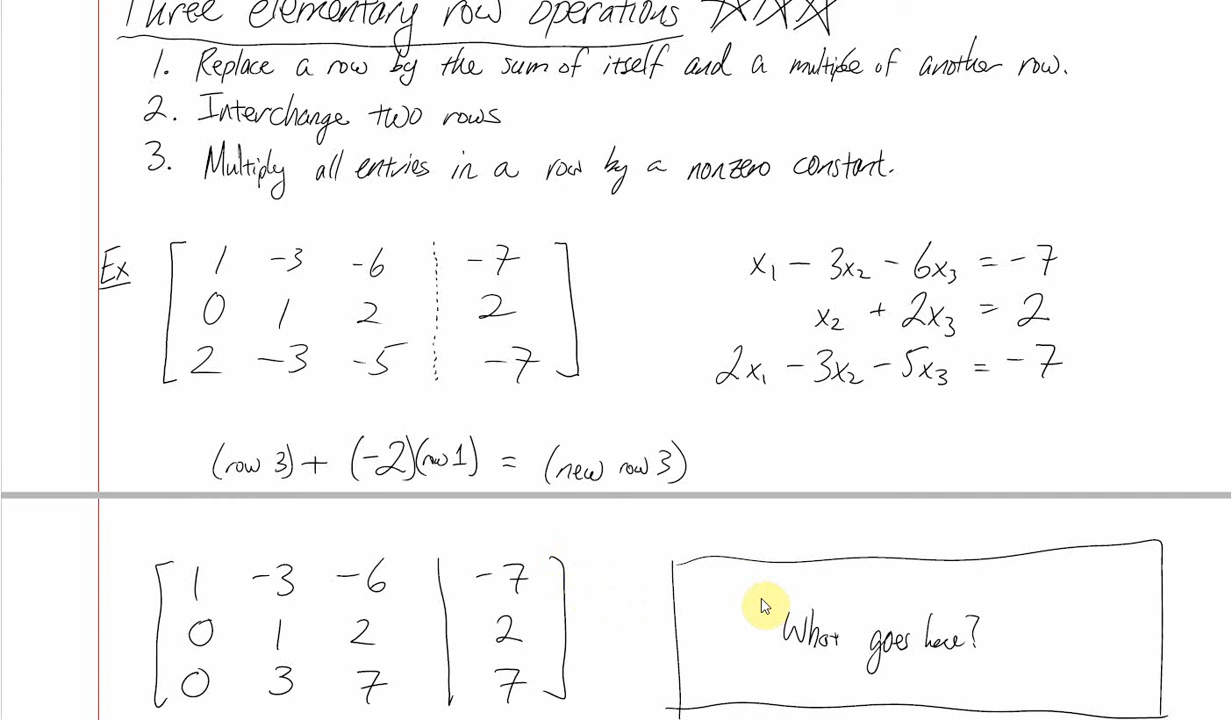 Three elementary row operations
1. Replace a row by the sum of itself and a multiple of another row.
2. Interchange two rows
3. Multiply all entries in a row by a nonzero constant.
Ex
1 -3 -6 -7
0 1 2 2
2 -3 -5 -7
x₁ - 3x₂ - 6x₃ = -7
x₂ + 2x₃ = 2
2x₁ - 3x₂ - 5x₃ = -7
(row 3) + (-2)(row 1) = (new row 3)
1 -3 -6 -7
0 1 2 2
0 3 7 7
What goes here?